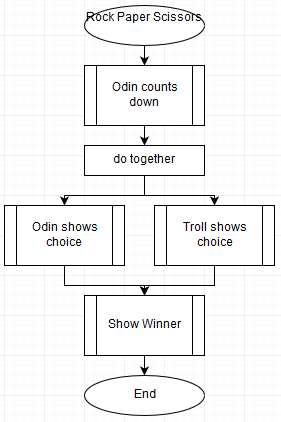 Rock Paper Scissors
Odin counts
down
do together
Odin shows
choice
Troll shows
choice
Show Winner
End